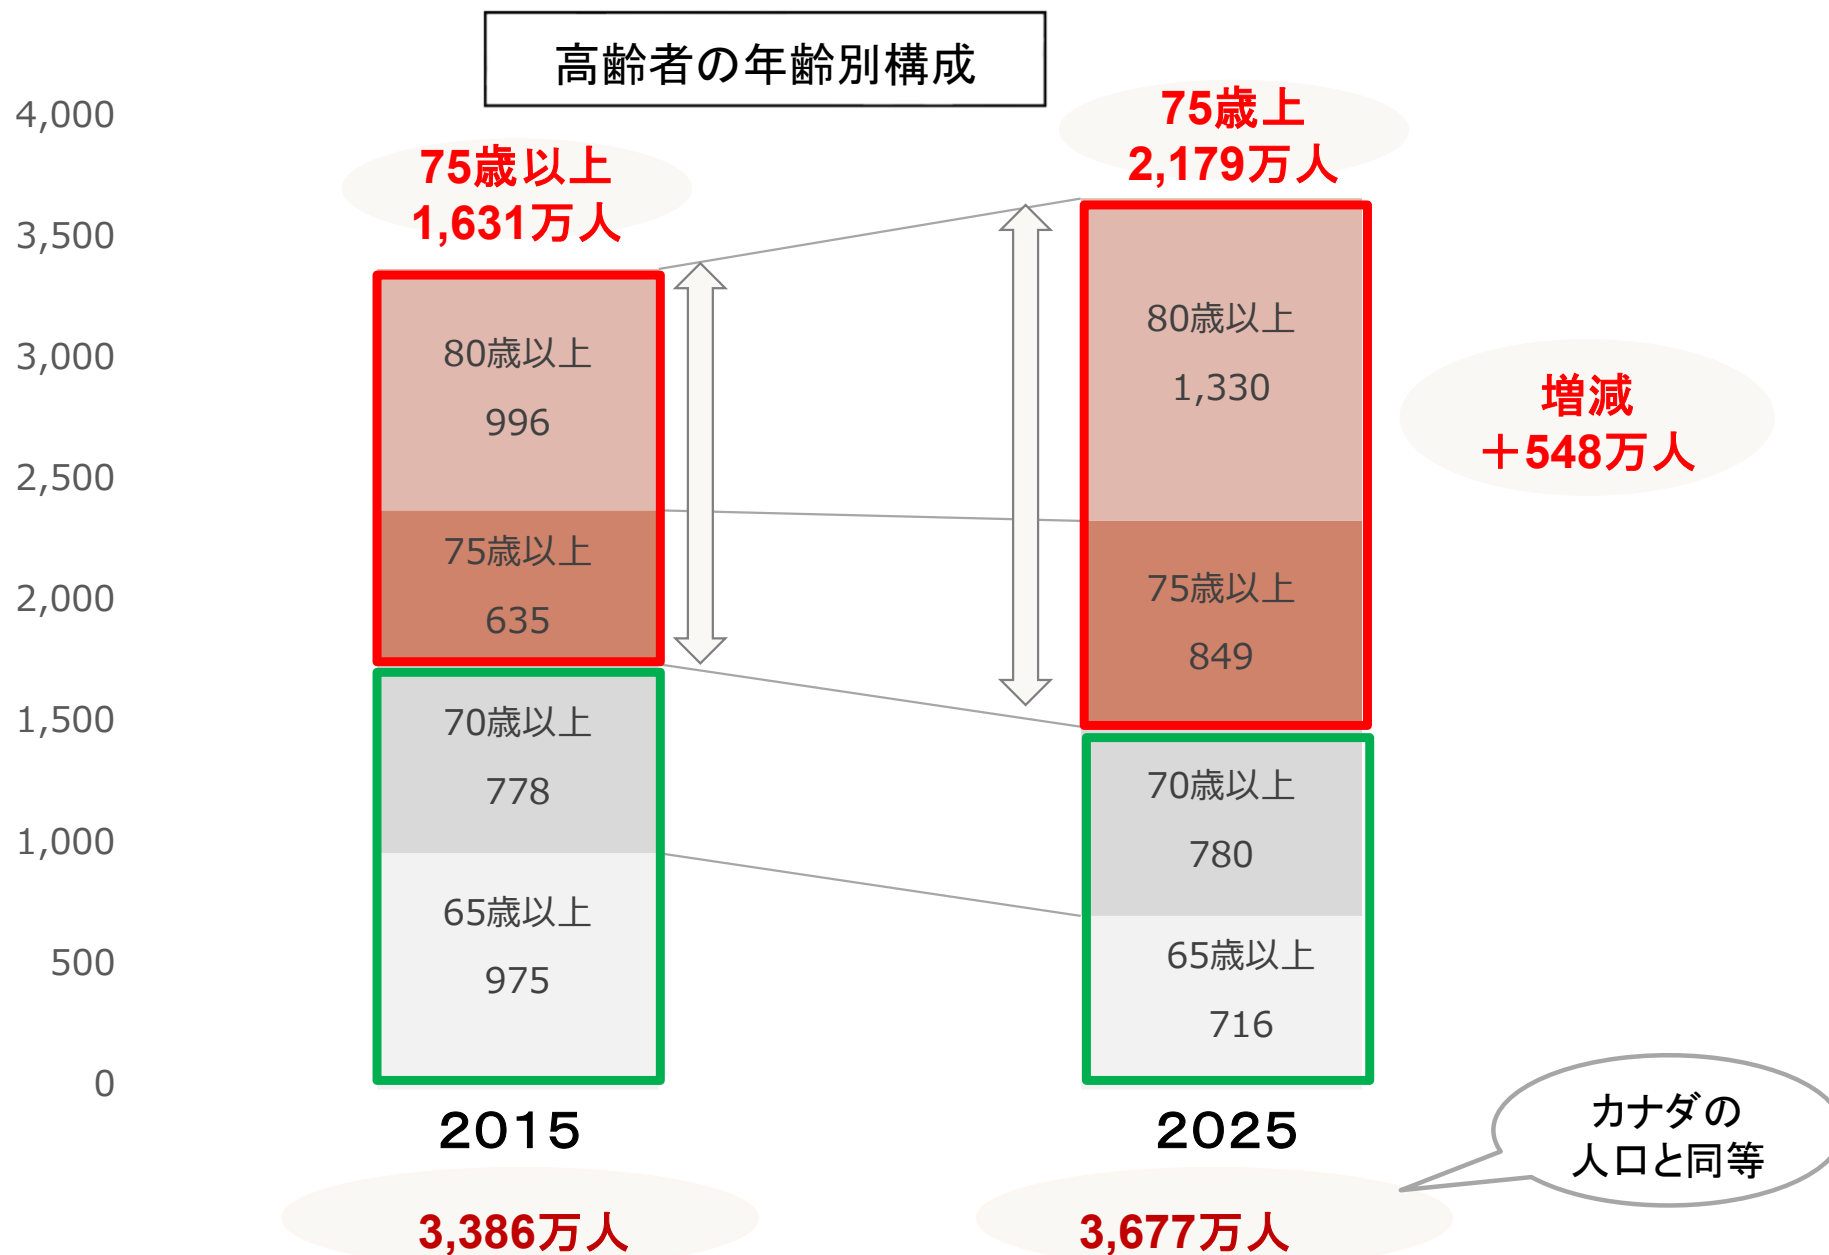 高齢者の年齢別構成
4,000
3,500
3,000
2,500
2,000
1,500
1,000
500
0
75歳以上
1,631万人
80歳以上
996
75歳以上
635
70歳以上
778
65歳以上
975
2015
3,386万人
75歳上
2,179万人
80歳以上
1,330
75歳以上
849
70歳以上
780
65歳以上
716
2025
3,677万人
増減
＋548万人
カナダの
人口と同等